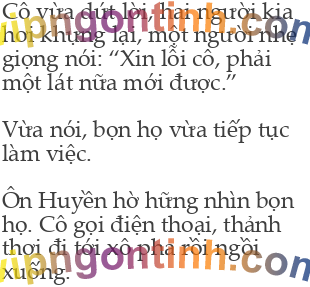 Cô vừa dứt lời, hai người kia
hơi khựng lại, một người nhẹ
giọng nói: “Xin lỗi cô, phải
một lát nữa mới được.”
Vừa nói, bọn họ vừa tiếp tục
làm việc.
Ôn Huyền hờ hững nhìn bọn
họ. Cô gọi điện thoại, thảnh
thơi đi tới xô pha rồi ngồi
xuống.